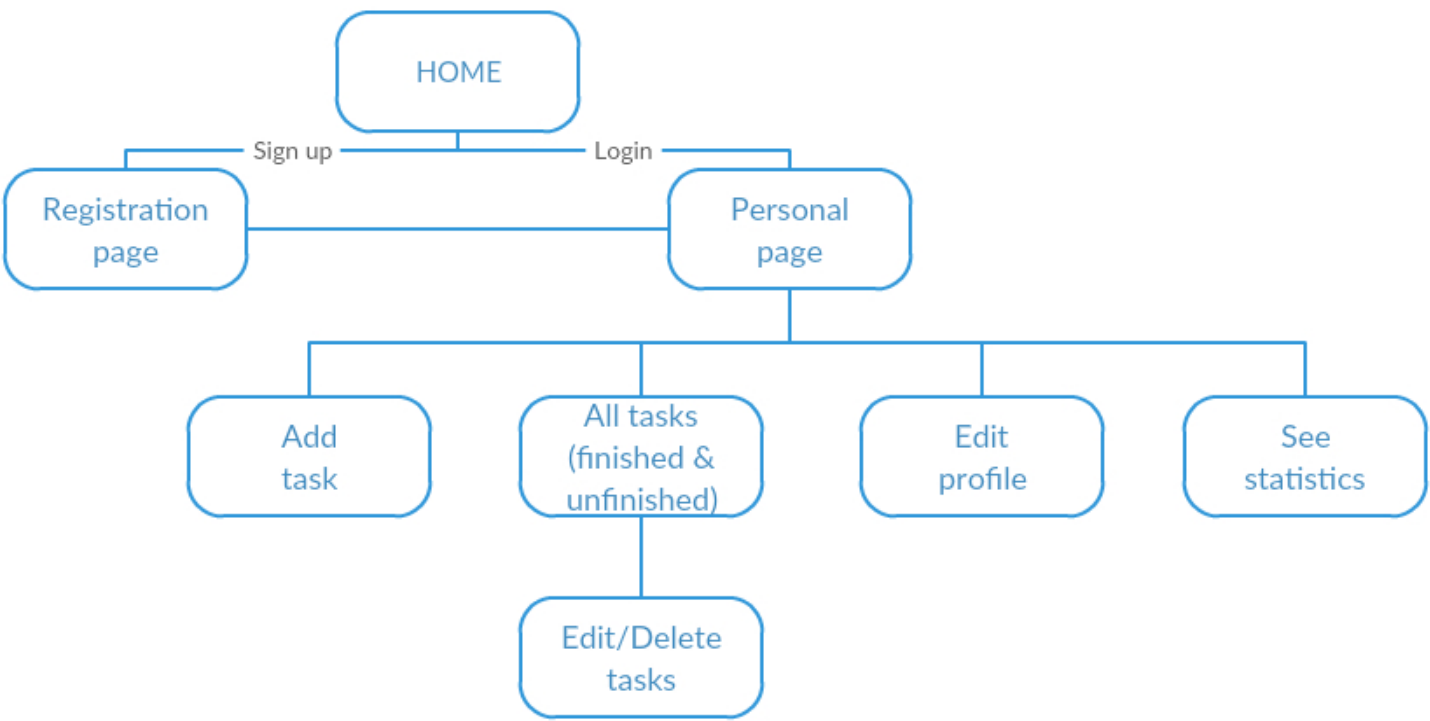 HOME
Sign up
Login
Registration
page
Personal
page
Add
task
All tasks
(finished &
unfinished)
Edit
profile
See
statistics
Edit/Delete
tasks